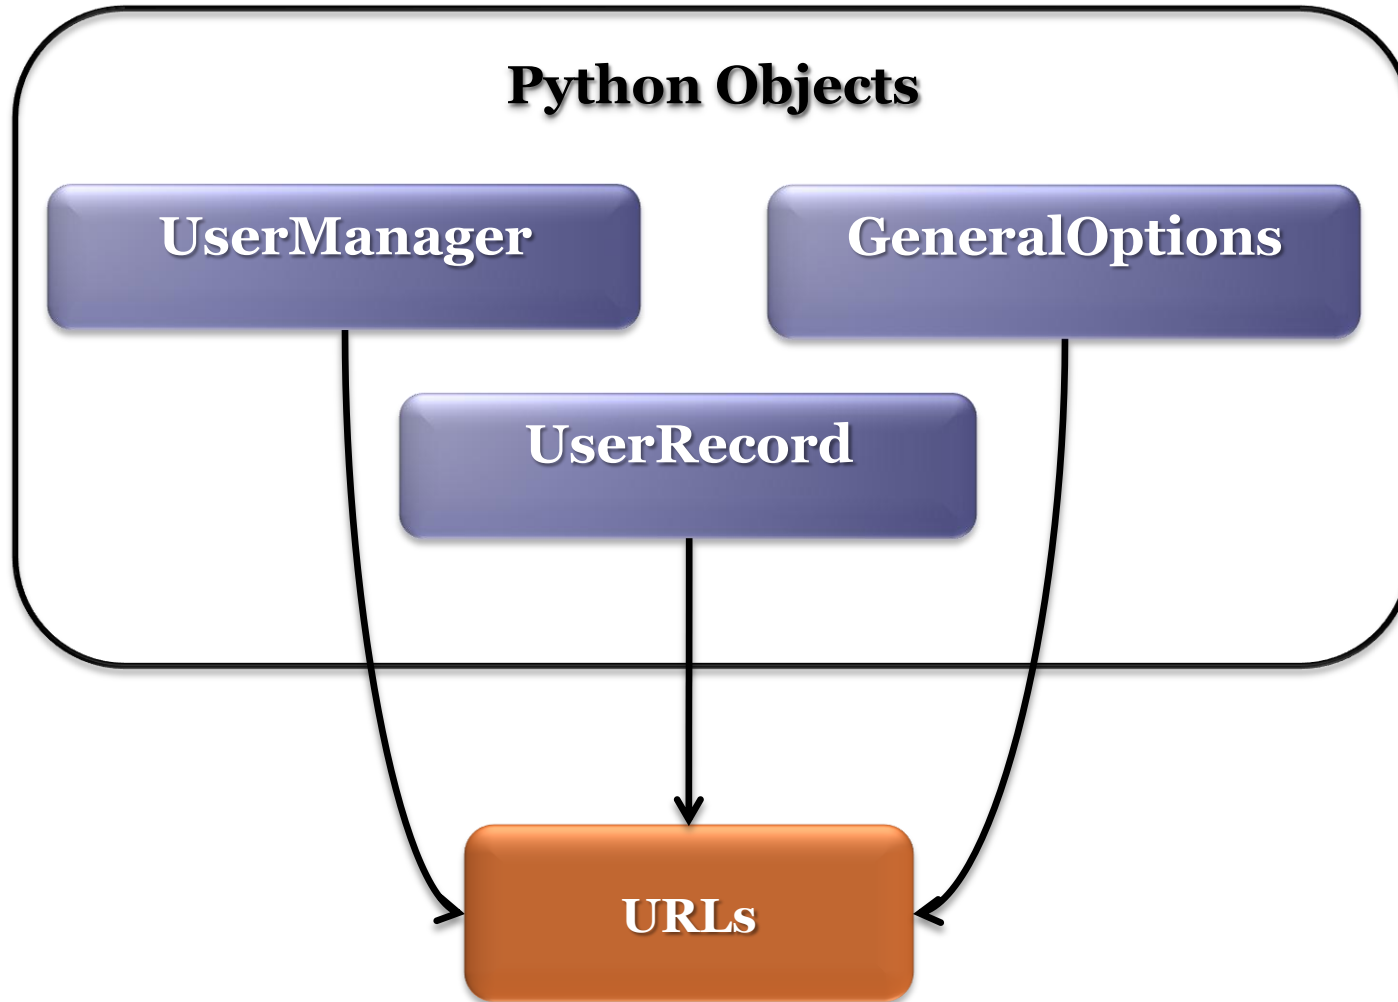 Python Objects
UserManager
GeneralOptions
UserRecord
URLs